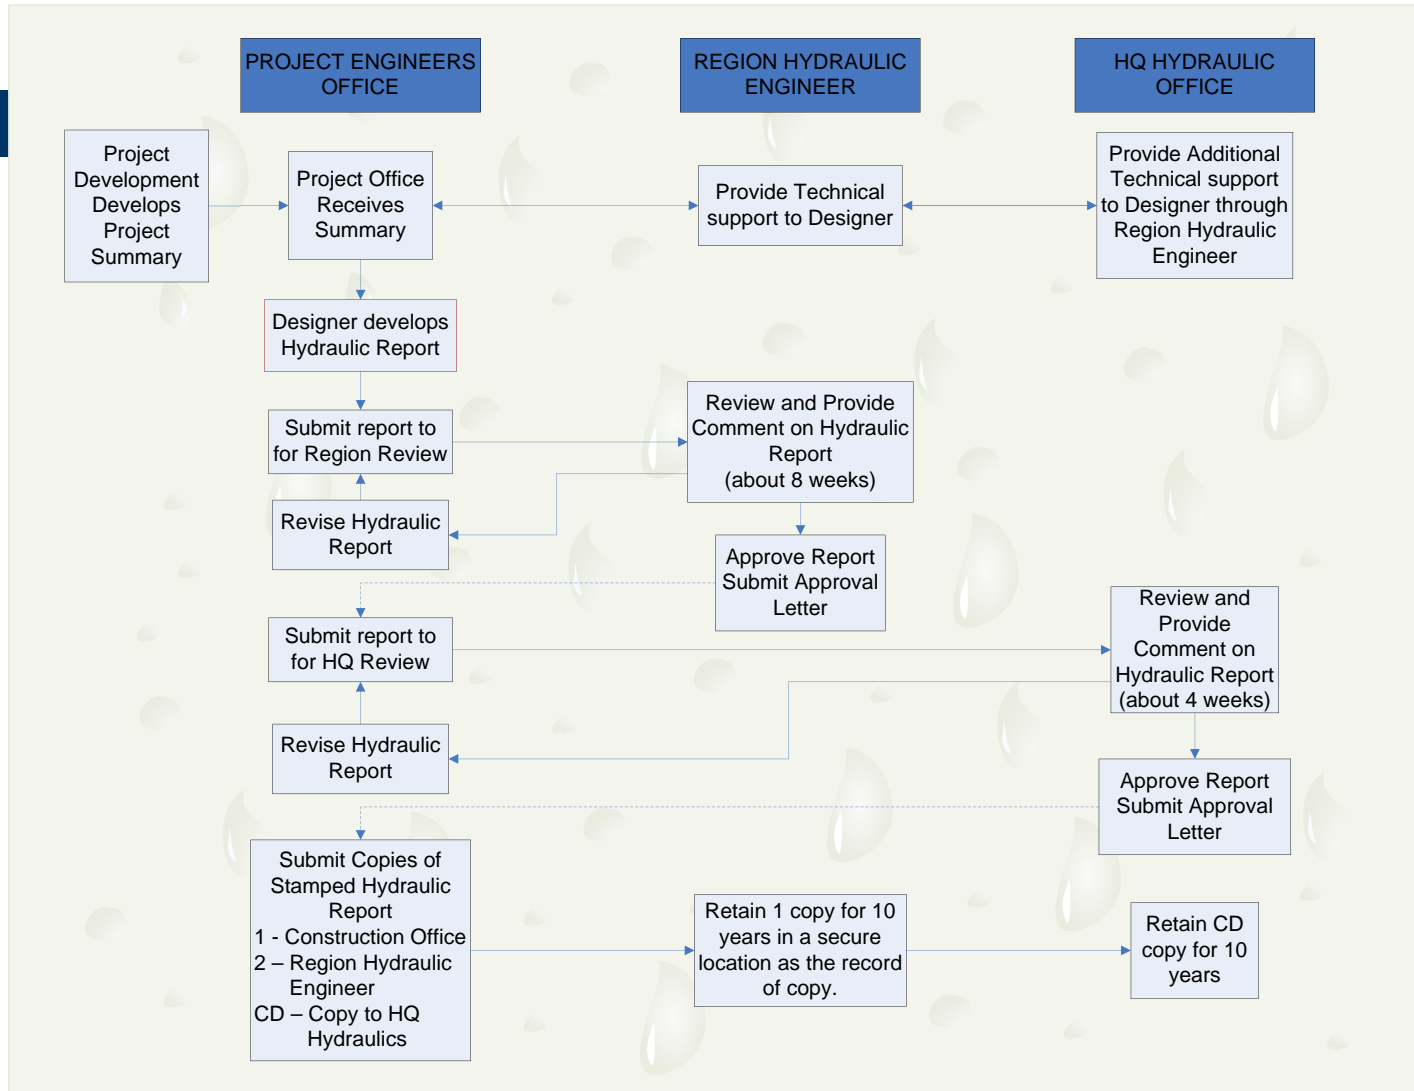 PROJECT ENGINEERS
OFFICE
REGION HYDRAULIC
ENGINEER
HQ HYDRAULIC
OFFICE
Project
Development
Develops
Project
Summary
Project Office
Receives
Summary
Provide Technical
support to Designer
Provide Additional
Technical support
to Designer through
Region Hydraulic
Engineer
Designer develops
Hydraulic Report
Submit report to
for Region Review
Review and Provide
Comment on Hydraulic
Report
(about 8 weeks)
Revise Hydraulic
Report
Approve Report
Submit Approval
Letter
Submit report to
for HQ Review
Review and
Provide
Comment on
Hydraulic Report
(about 4 weeks)
Revise Hydraulic
Report
Approve Report
Submit Approval
Letter
Submit Copies of
Stamped Hydraulic
Report
1 - Construction Office
2 – Region Hydraulic
Engineer
CD – Copy to HQ
Hydraulics
Retain 1 copy for 10
years in a secure
location as the record
of copy.
Retain CD
copy for 10
years